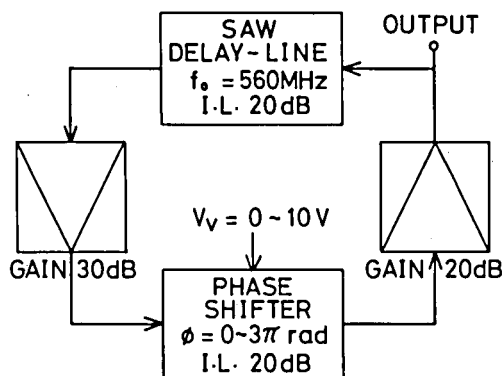 SAW
DELAY-LINE
f₀ = 560MHz
I.L. 20dB
OUTPUT
GAIN 30dB
V_V = 0~10V
GAIN 20dB
PHASE
SHIFTER
ø = 0~3π rad
I.L. 20dB